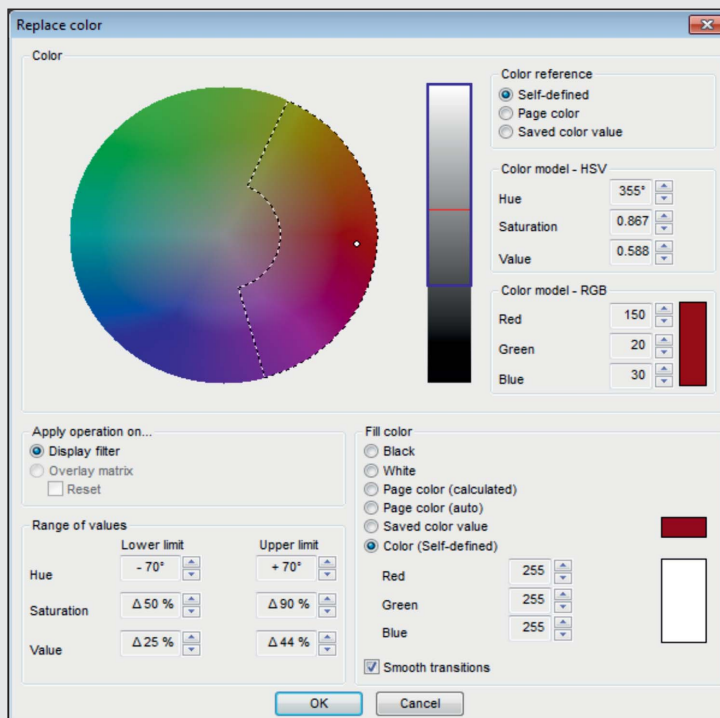 Replace color
Color
Color reference
Self-defined
Page color
Saved color value
Color model - HSV
Hue 355°
Saturation 0.867
Value 0.588
Color model - RGB
Red 150
Green 20
Blue 30
Apply operation on...
Display filter
Overlay matrix
Reset
Range of values
Lower limit Upper limit
Hue - 70° + 70°
Saturation Δ 50 % Δ 90 %
Value Δ 25 % Δ 44 %
Fill color
Black
White
Page color (calculated)
Page color (auto)
Saved color value
Color (Self-defined)
Red 255
Green 255
Blue 255
Smooth transitions
OK Cancel